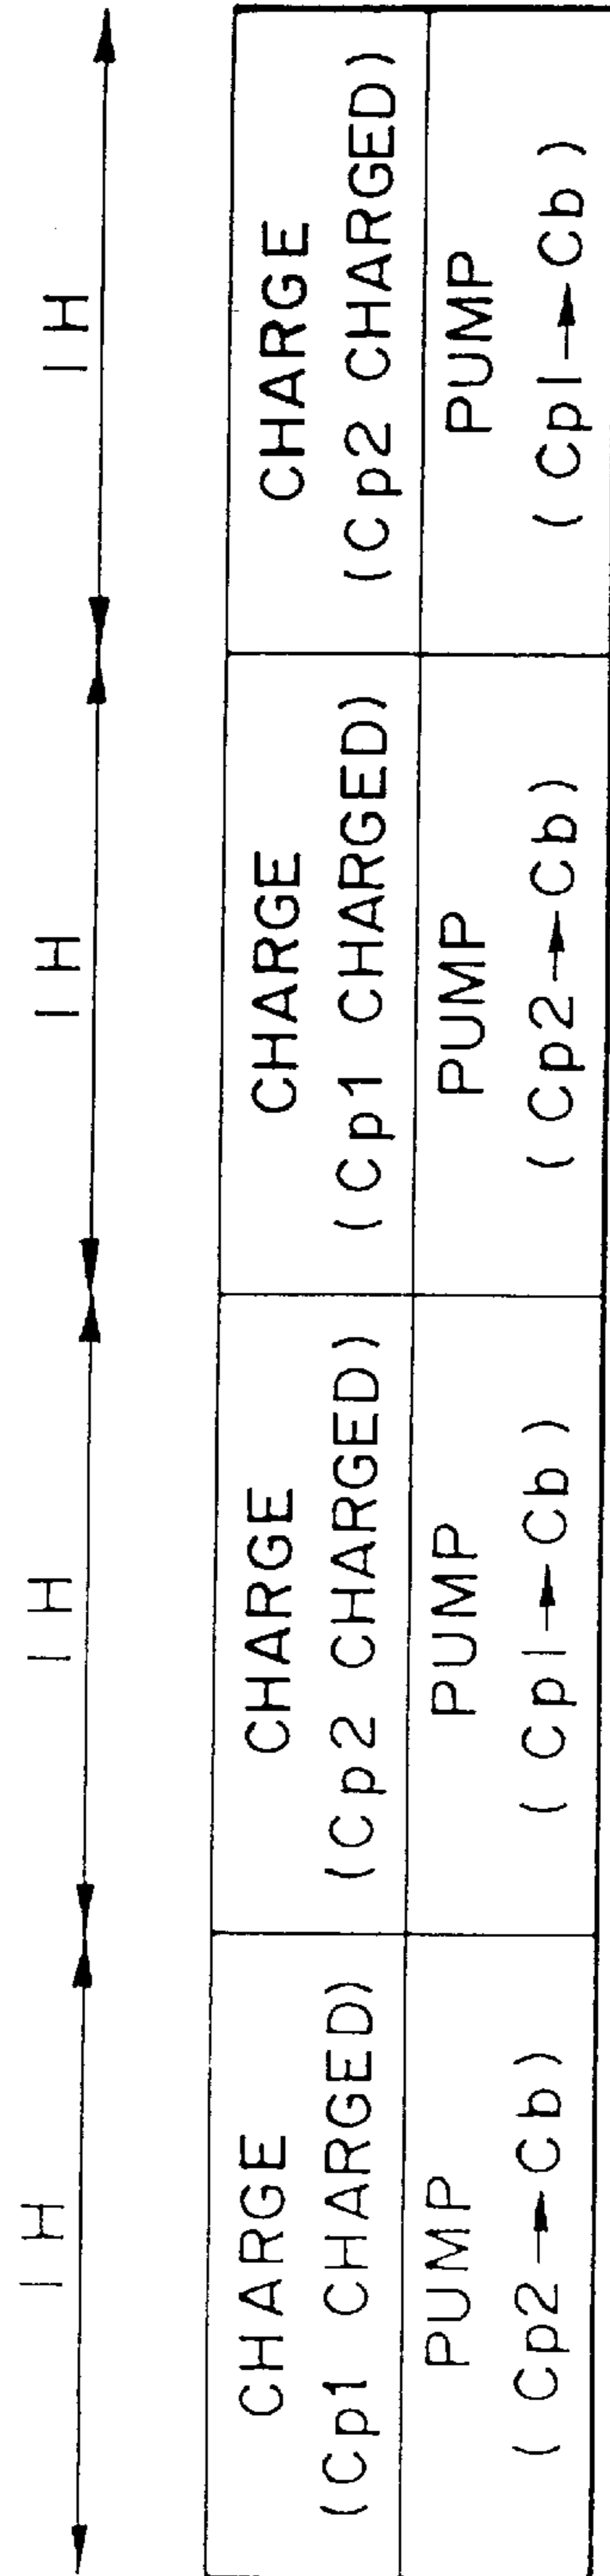 1H 1H 1H 1H
CHARGE CHARGE CHARGE CHARGE
(Cp1 CHARGED) (Cp2 CHARGED) (Cp1 CHARGED) (Cp2 CHARGED)
PUMP PUMP PUMP PUMP
(Cp2→Cb) (Cp1→Cb) (Cp2→Cb) (Cp1→Cb)